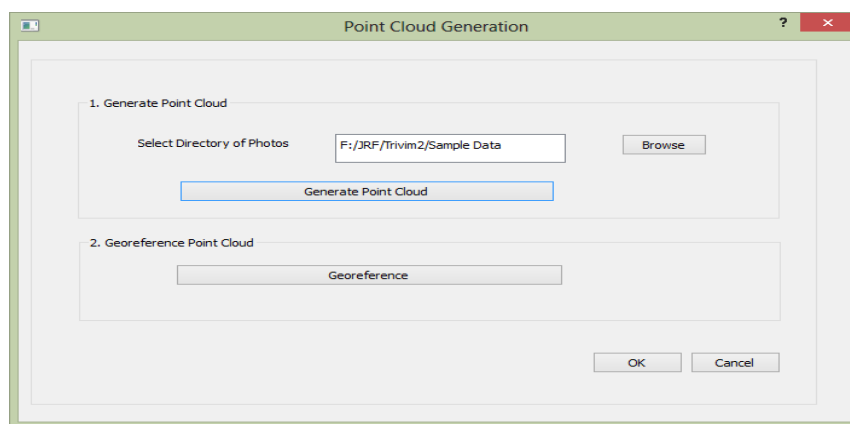 Point Cloud Generation
?
1. Generate Point Cloud
Select Directory of Photos F:/JRF/Trivim2/Sample Data Browse
Generate Point Cloud
2. Georeference Point Cloud
Georeference
OK Cancel